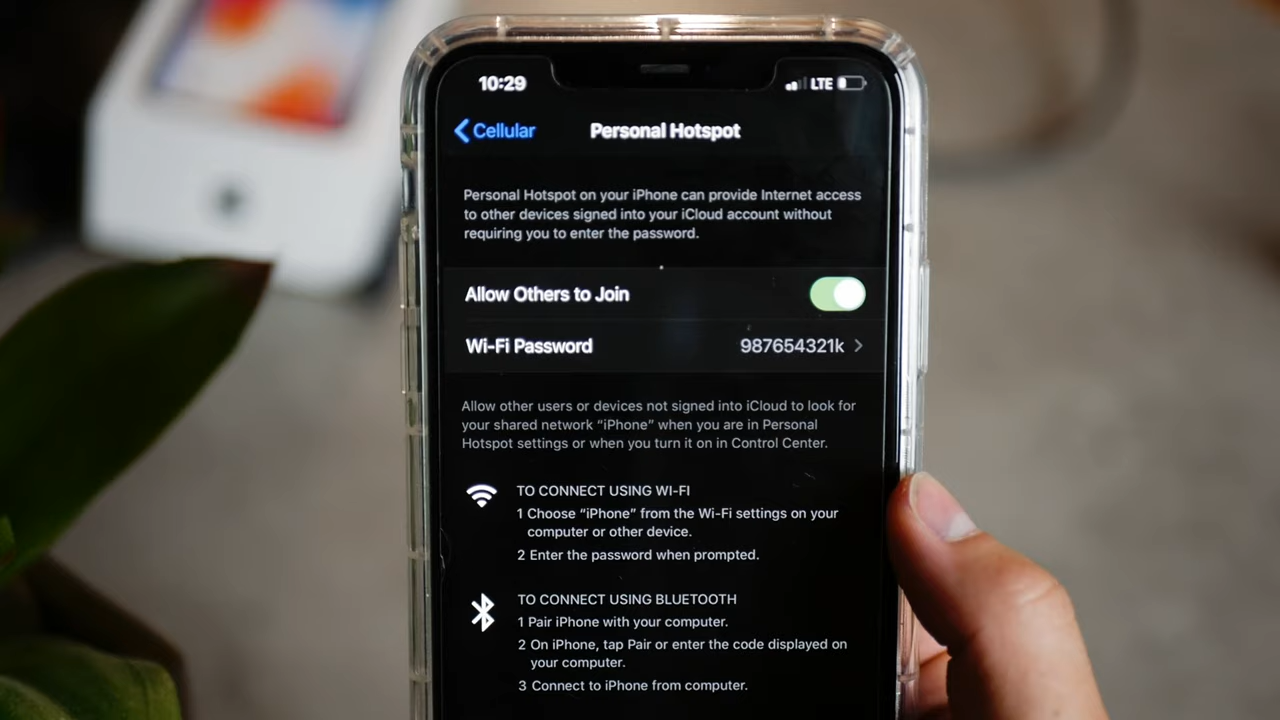 10:29 LTE
Cellular Personal Hotspot
Personal Hotspot on your iPhone can provide Internet access
to other devices signed into your iCloud account without
requiring you to enter the password.
Allow Others to Join
Wi-Fi Password 987654321k
Allow other users or devices not signed into iCloud to look for
your shared network “iPhone” when you are in Personal
Hotspot settings or when you turn it on in Control Center.
TO CONNECT USING WI-FI
1 Choose “iPhone” from the Wi-Fi settings on your
computer or other device.
2 Enter the password when prompted.
TO CONNECT USING BLUETOOTH
1 Pair iPhone with your computer.
2 On iPhone, tap Pair or enter the code displayed on
your computer.
3 Connect to iPhone from computer.